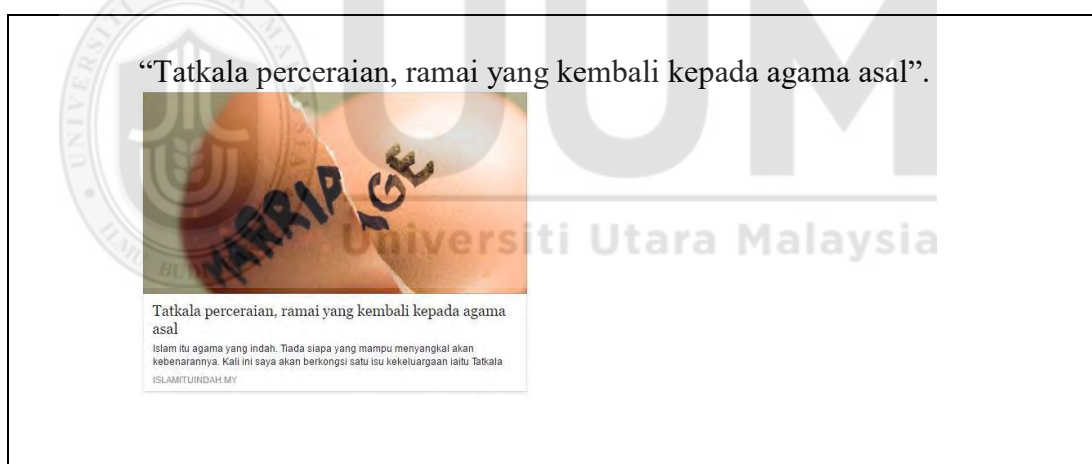 “Tatkala perceraian, ramai yang kembali kepada agama asal”.
MARRIAGE
Tatkala perceraian, ramai yang kembali kepada agama
asal
Islam itu agama yang indah. Tiada siapa yang mampu menyangkal akan
kebenarannya. Kali ini saya akan berkongsi satu isu kekeluargaan iaitu Tatkala
ISLAMITUINDAH.MY
UUM
Universiti Utara Malaysia